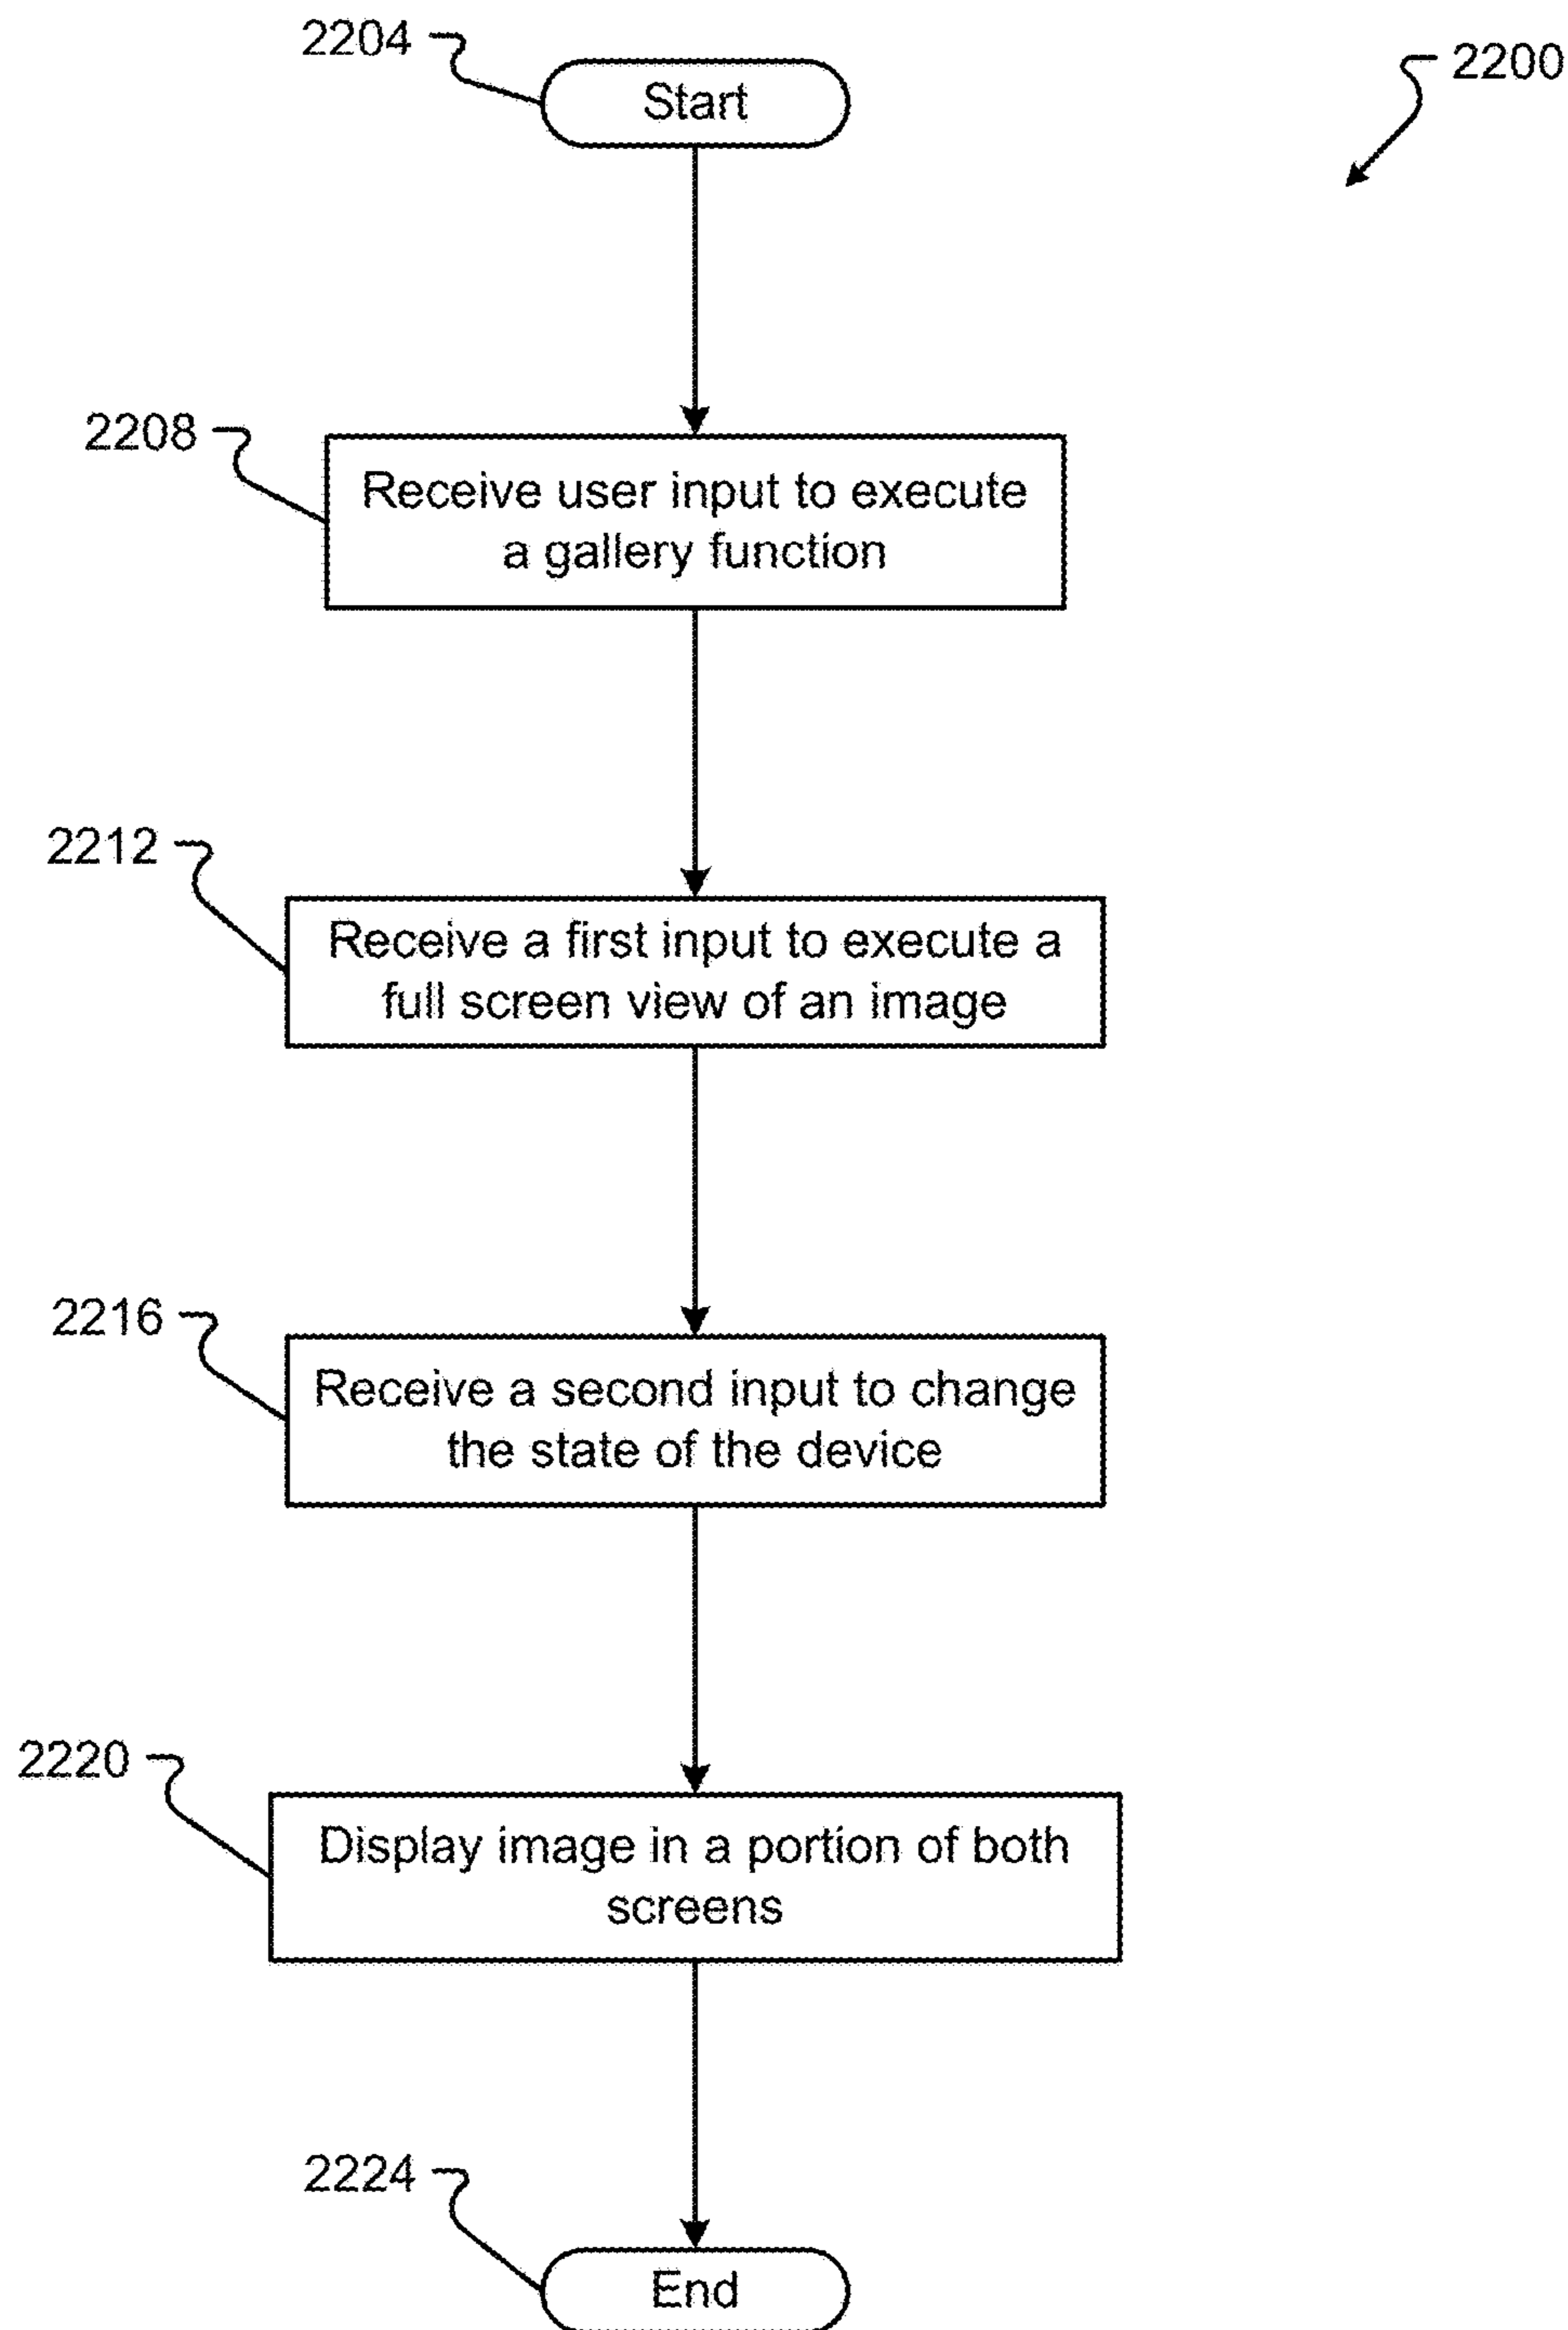 2204
Start
2200
2208
Receive user input to execute
a gallery function
2212
Receive a first input to execute a
full screen view of an image
2216
Receive a second input to change
the state of the device
2220
Display image in a portion of both
screens
2224
End